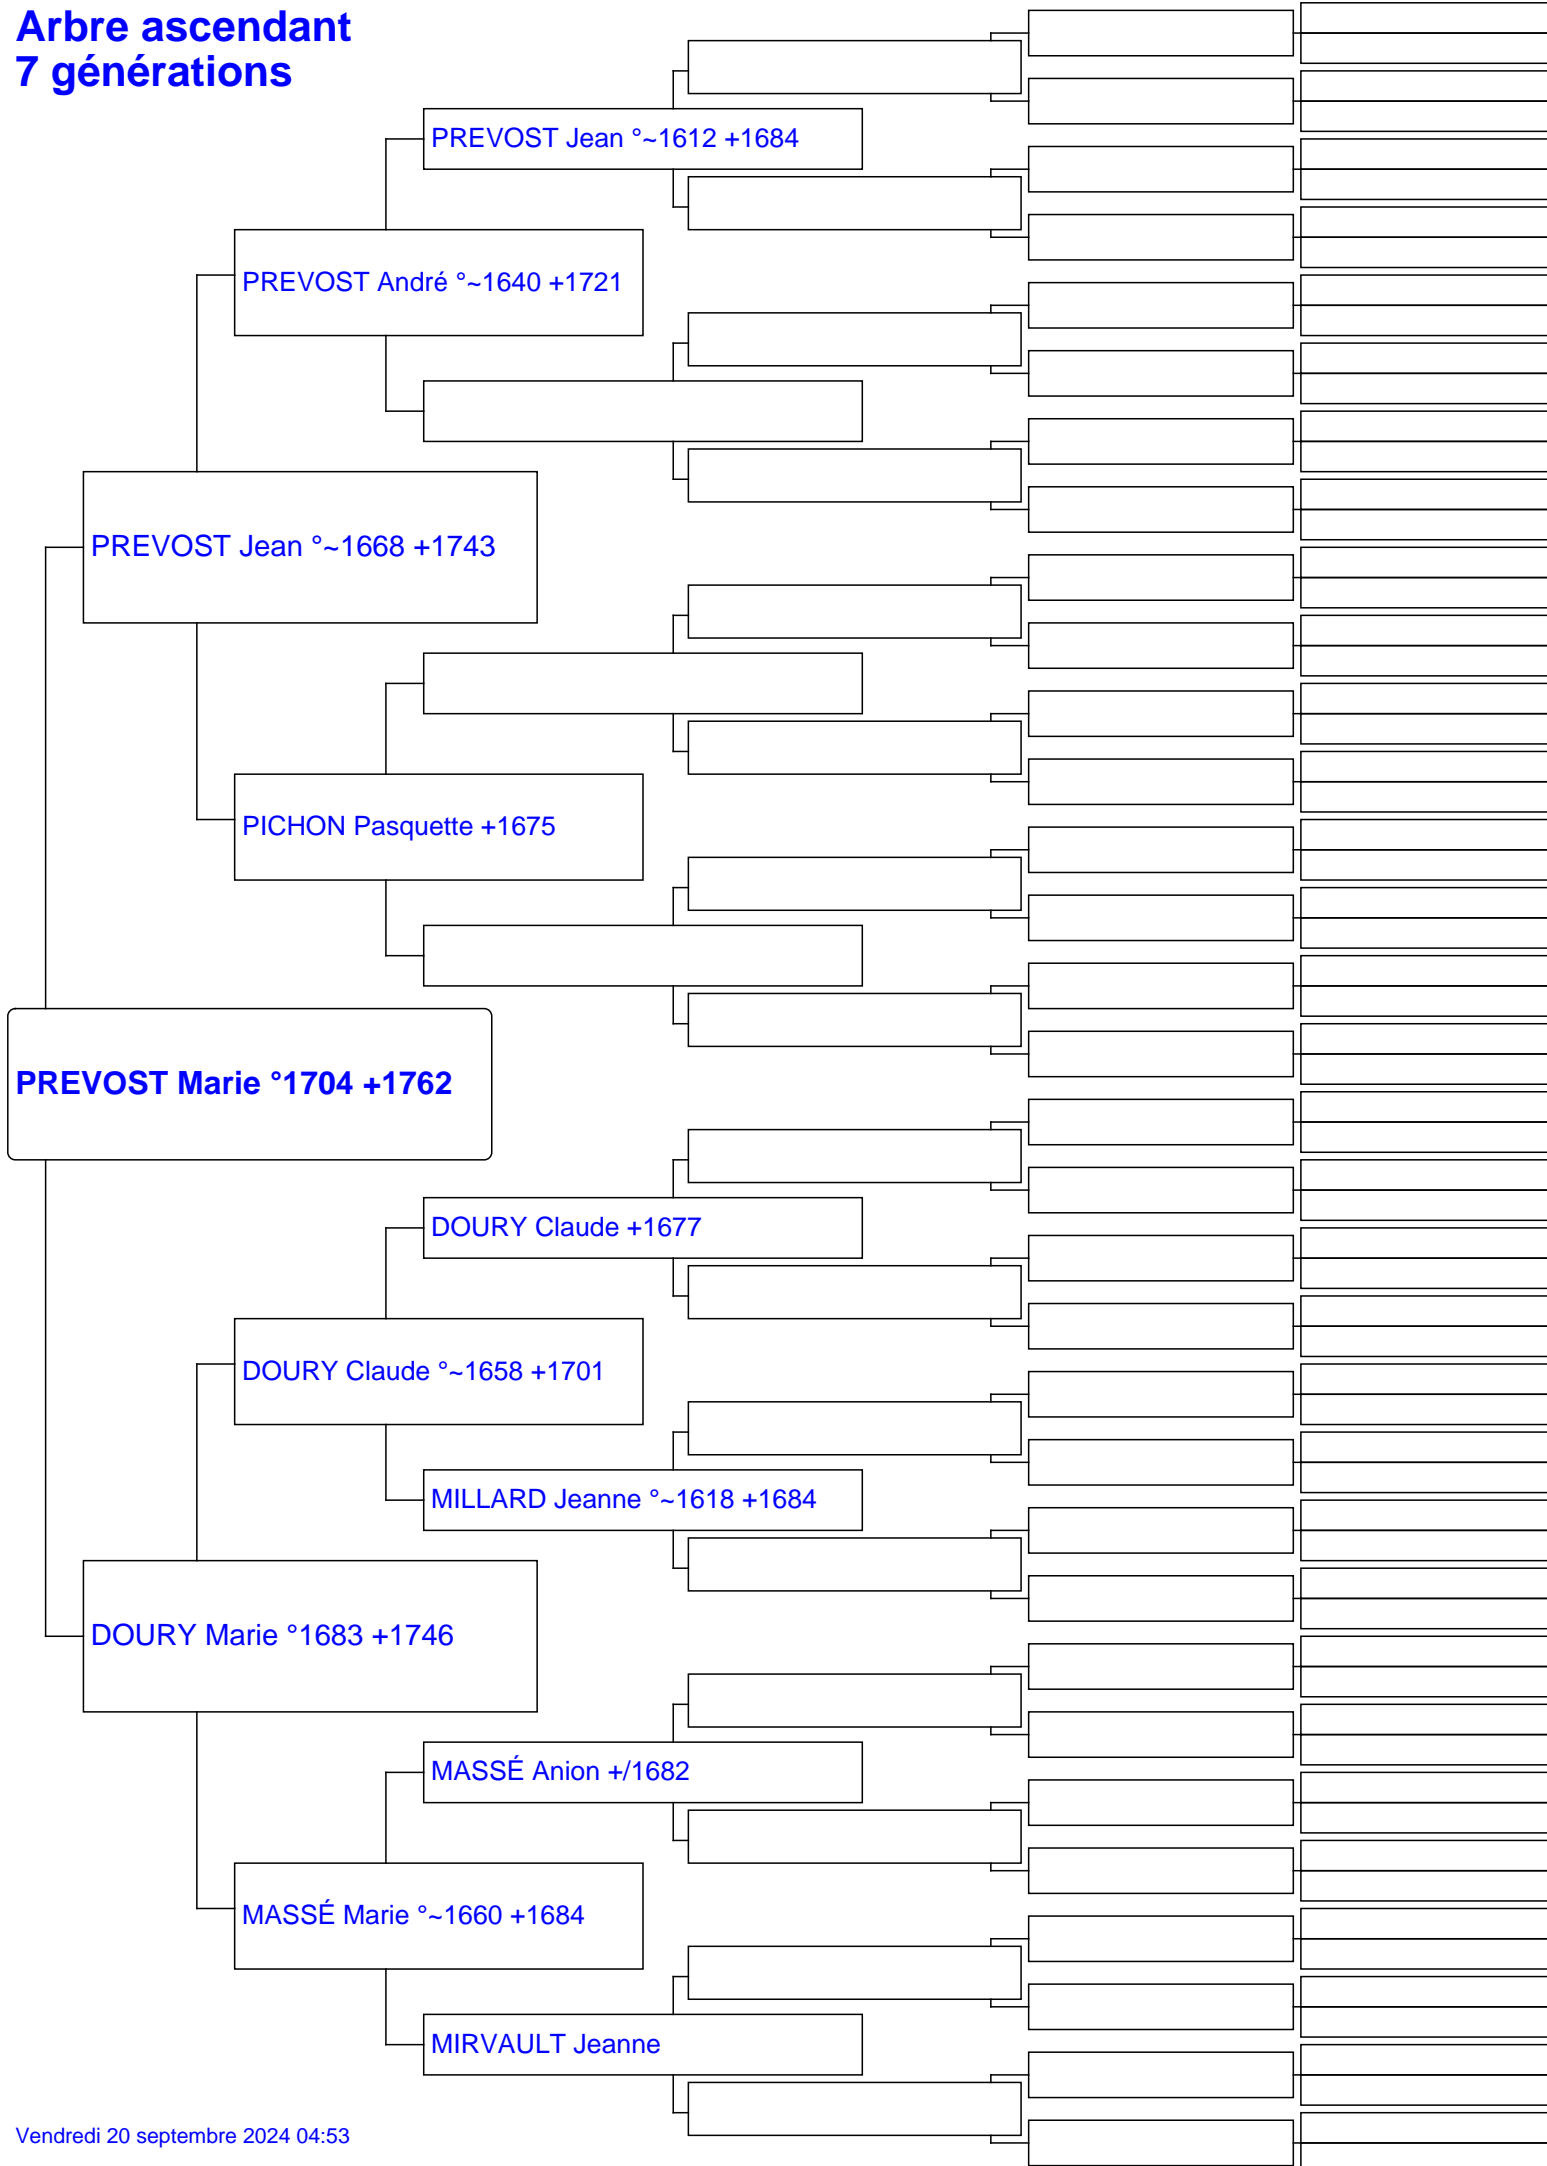 Arbre ascendant
7 générations
PREVOST Jean °~1612 +1684
PREVOST André °~1640 +1721
PREVOST Jean °~1668 +1743
PICHON Pasquette +1675
PREVOST Marie °1704 +1762
DOURY Claude +1677
DOURY Claude °~1658 +1701
MILLARD Jeanne °~1618 +1684
DOURY Marie °1683 +1746
MASSÉ Anion +/1682
MASSÉ Marie °~1660 +1684
MIRVAULT Jeanne
Vendredi 20 septembre 2024 04:53